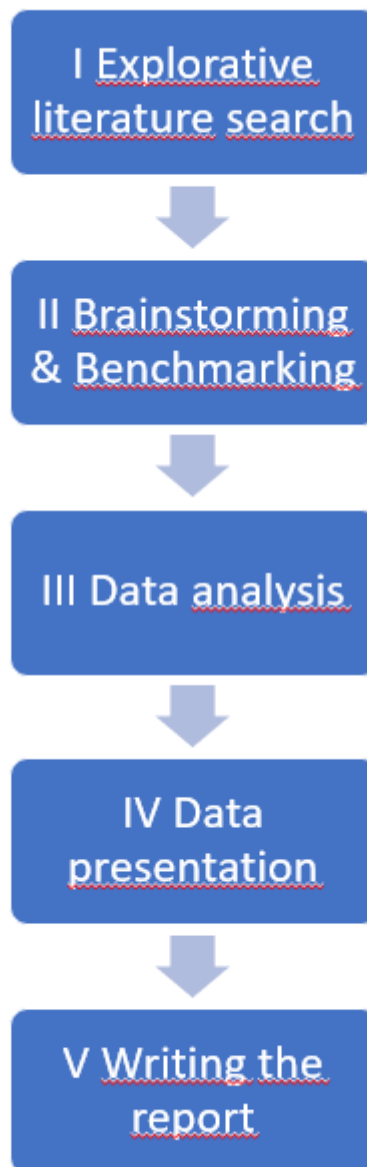 I Explorative
literature search
II Brainstorming
& Benchmarking
III Data analysis
IV Data
presentation
V Writing the
report